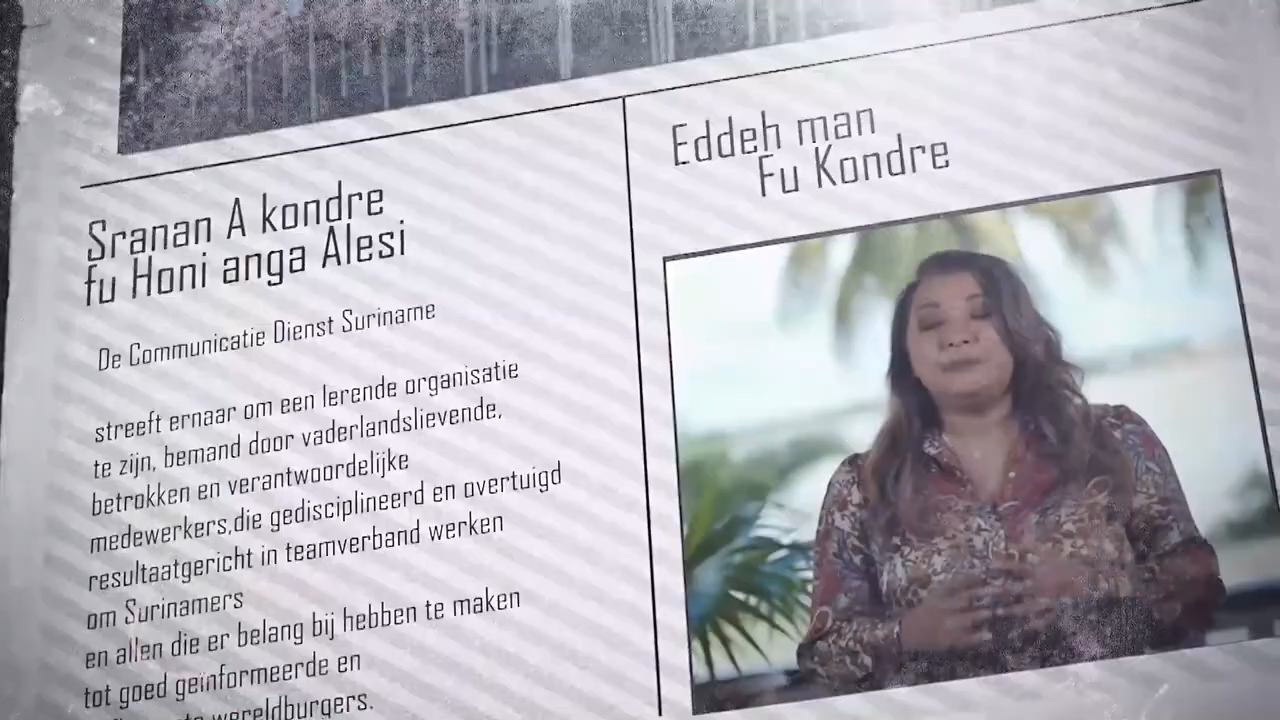 Sranan A kondre
fu Honi anga Alesi
De Communicatie Dienst Suriname
streeft ernaar om een lerende organisatie
te zijn, bemand door vaderlandslievende,
betrokken en verantwoordelijke
medewerkers,die gedisciplineerd en overtuigd
resultaatgericht in teamverband werken
om Surinamers
en allen die er belang bij hebben te maken
tot goed geïnformeerde en
wereldburgers.
Eddeh man
Fu Kondre